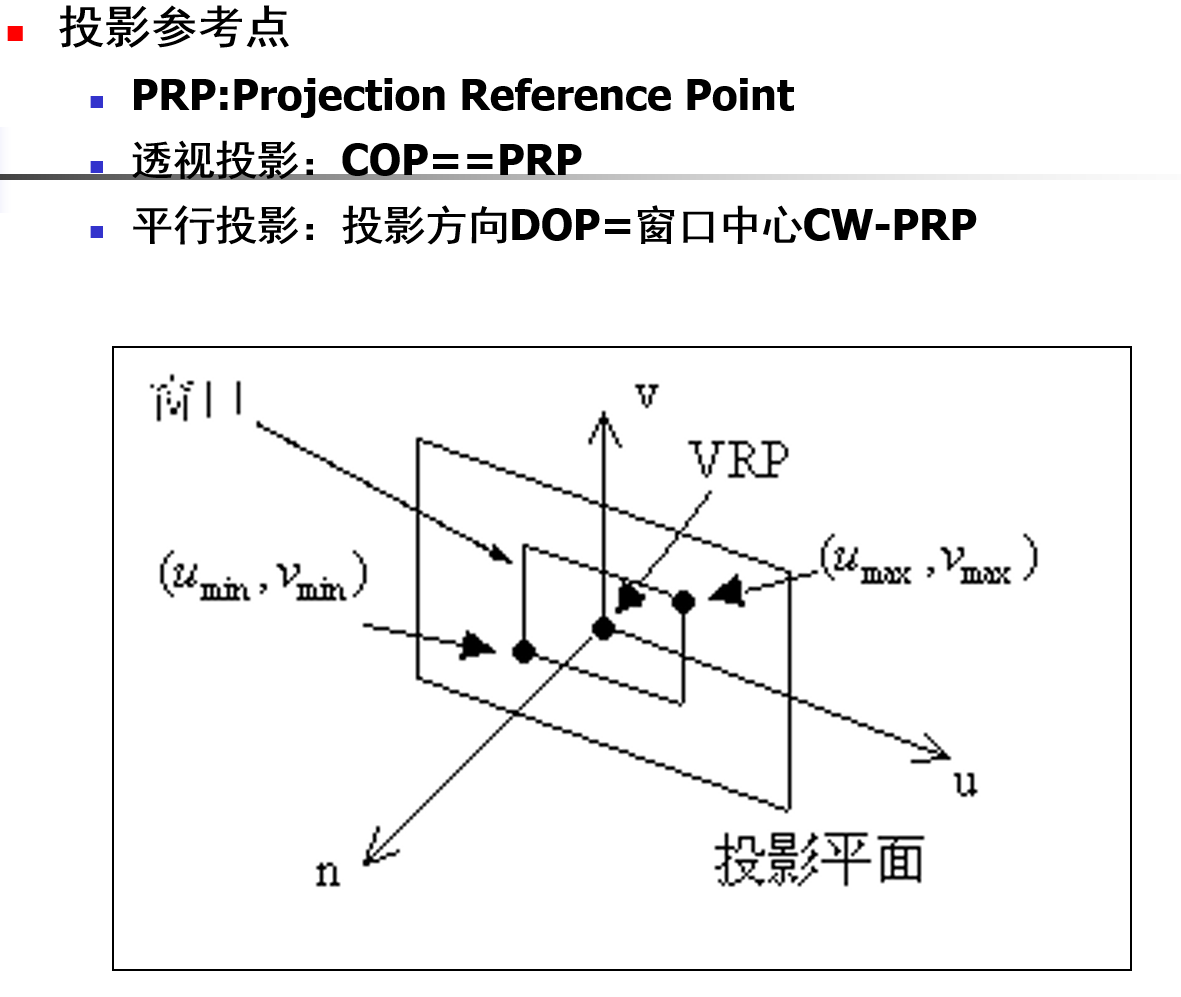 投影参考点
PRP:Projection Reference Point
透视投影：COP==PRP
平行投影：投影方向DOP=窗口中心CW-PRP
窗口
v
VRP
(umin,vmin)
(umax,vmax)
u
n
投影平面